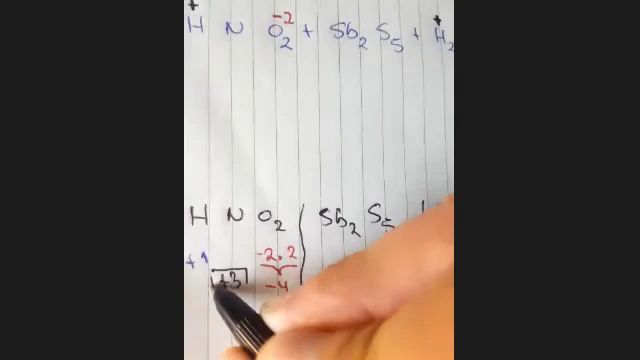 + -2 +
H N O2 + Sb2 S5 + H2
H N O2 Sb2 S5
+1 -2.2
+3 -4